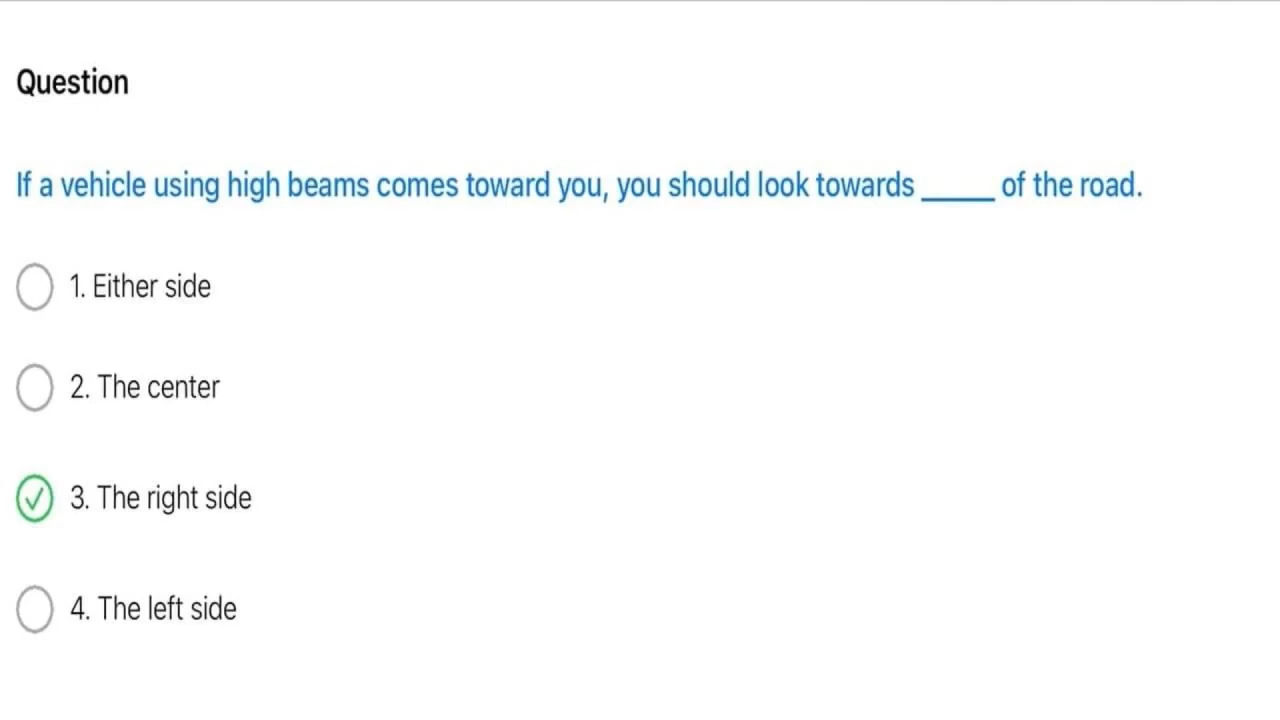 Question
If a vehicle using high beams comes toward you, you should look towards _____ of the road.
1. Either side
2. The center
3. The right side
4. The left side